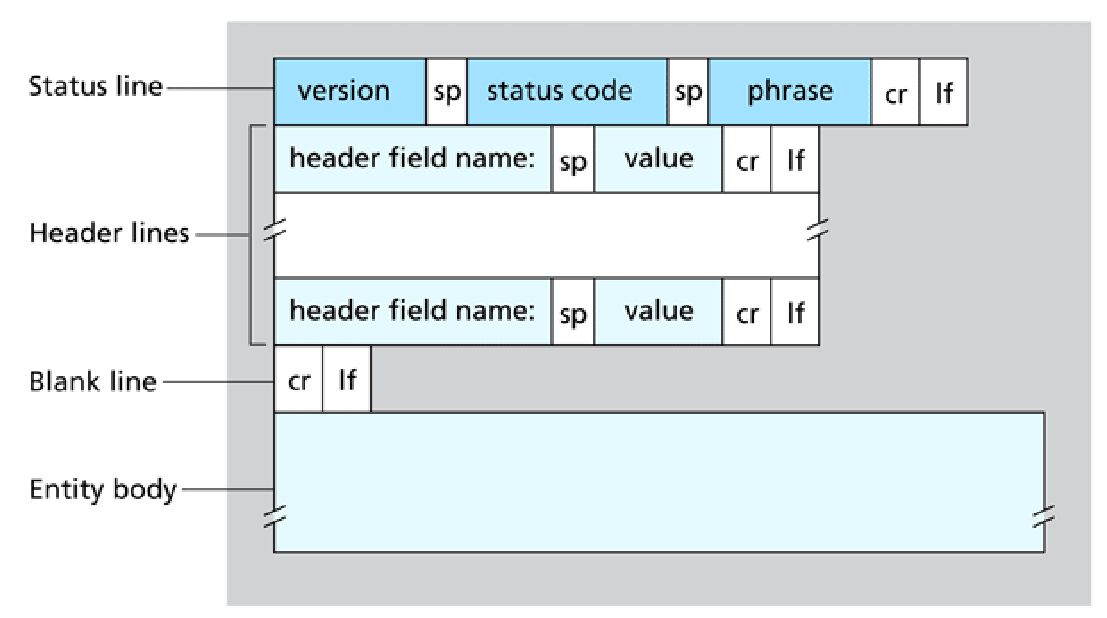 Status line version sp status code sp phrase cr lf
header field name: sp value cr lf
Header lines
header field name: sp value cr lf
Blank line cr lf
Entity body